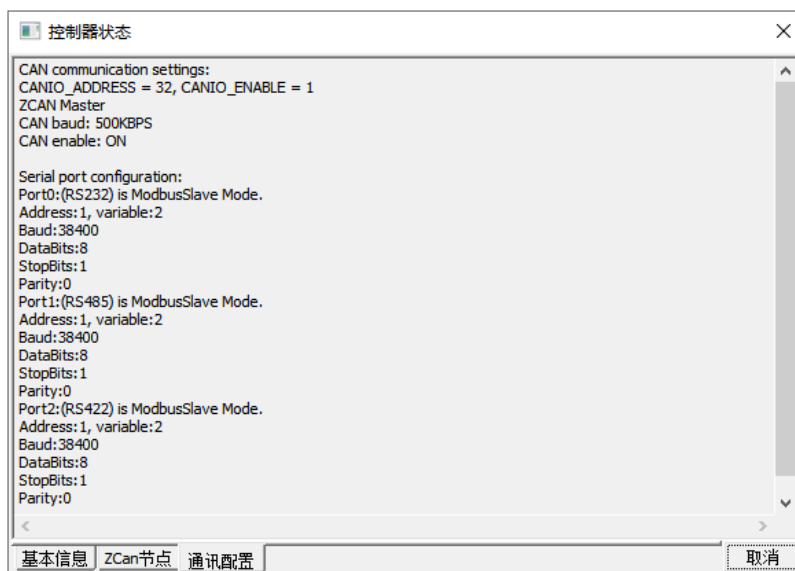 控制器状态
CAN communication settings:
CANIO_ADDRESS = 32, CANIO_ENABLE = 1
ZCAN Master
CAN baud: 500KBPS
CAN enable: ON
Serial port configuration:
Port0:(RS232) is ModbusSlave Mode.
Address:1, variable:2
Baud:38400
DataBits:8
StopBits:1
Parity:0
Port1:(RS485) is ModbusSlave Mode.
Address:1, variable:2
Baud:38400
DataBits:8
StopBits:1
Parity:0
Port2:(RS422) is ModbusSlave Mode.
Address:1, variable:2
Baud:38400
DataBits:8
StopBits:1
Parity:0
基本信息 ZCan节点 通讯配置 取消